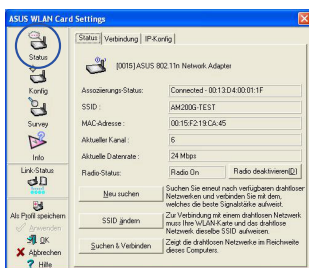 ASUS WLAN Card Settings
Status
Konfig
Survey
Info
Link-Status
Als Profil speichern
Anwenden
OK
Abbrechen
Hilfe
Status Verbindung IP-Konfig
[0015] ASUS 802.11n Network Adapter
Assoziierungs-Status: Connected - 00:13:D4:00:01:1F
SSID : AM200G-TEST
MAC-Adresse : 00:15:F2:19:CA:45
Aktueller Kanal : 6
Aktuelle Datenrate : 24 Mbps
Radio-Status: Radio On Radio deaktivieren(D)
Neu suchen
Suchen Sie erneut nach verfügbaren drahtloser
Netzwerken und verbinden Sie mit dem,
welches die beste Signalstärke aufweist.
SSID ändern
Zur Verbindung mit einem drahtlosen Netzwerk
muss Ihre WLAN-Karte und das drahtlose
Netzwerk dieselbe SSID aufweisen.
Suchen & Verbinden
Zeigt die drahtlosen Netzwerke im Reichweite
dieses Computers.